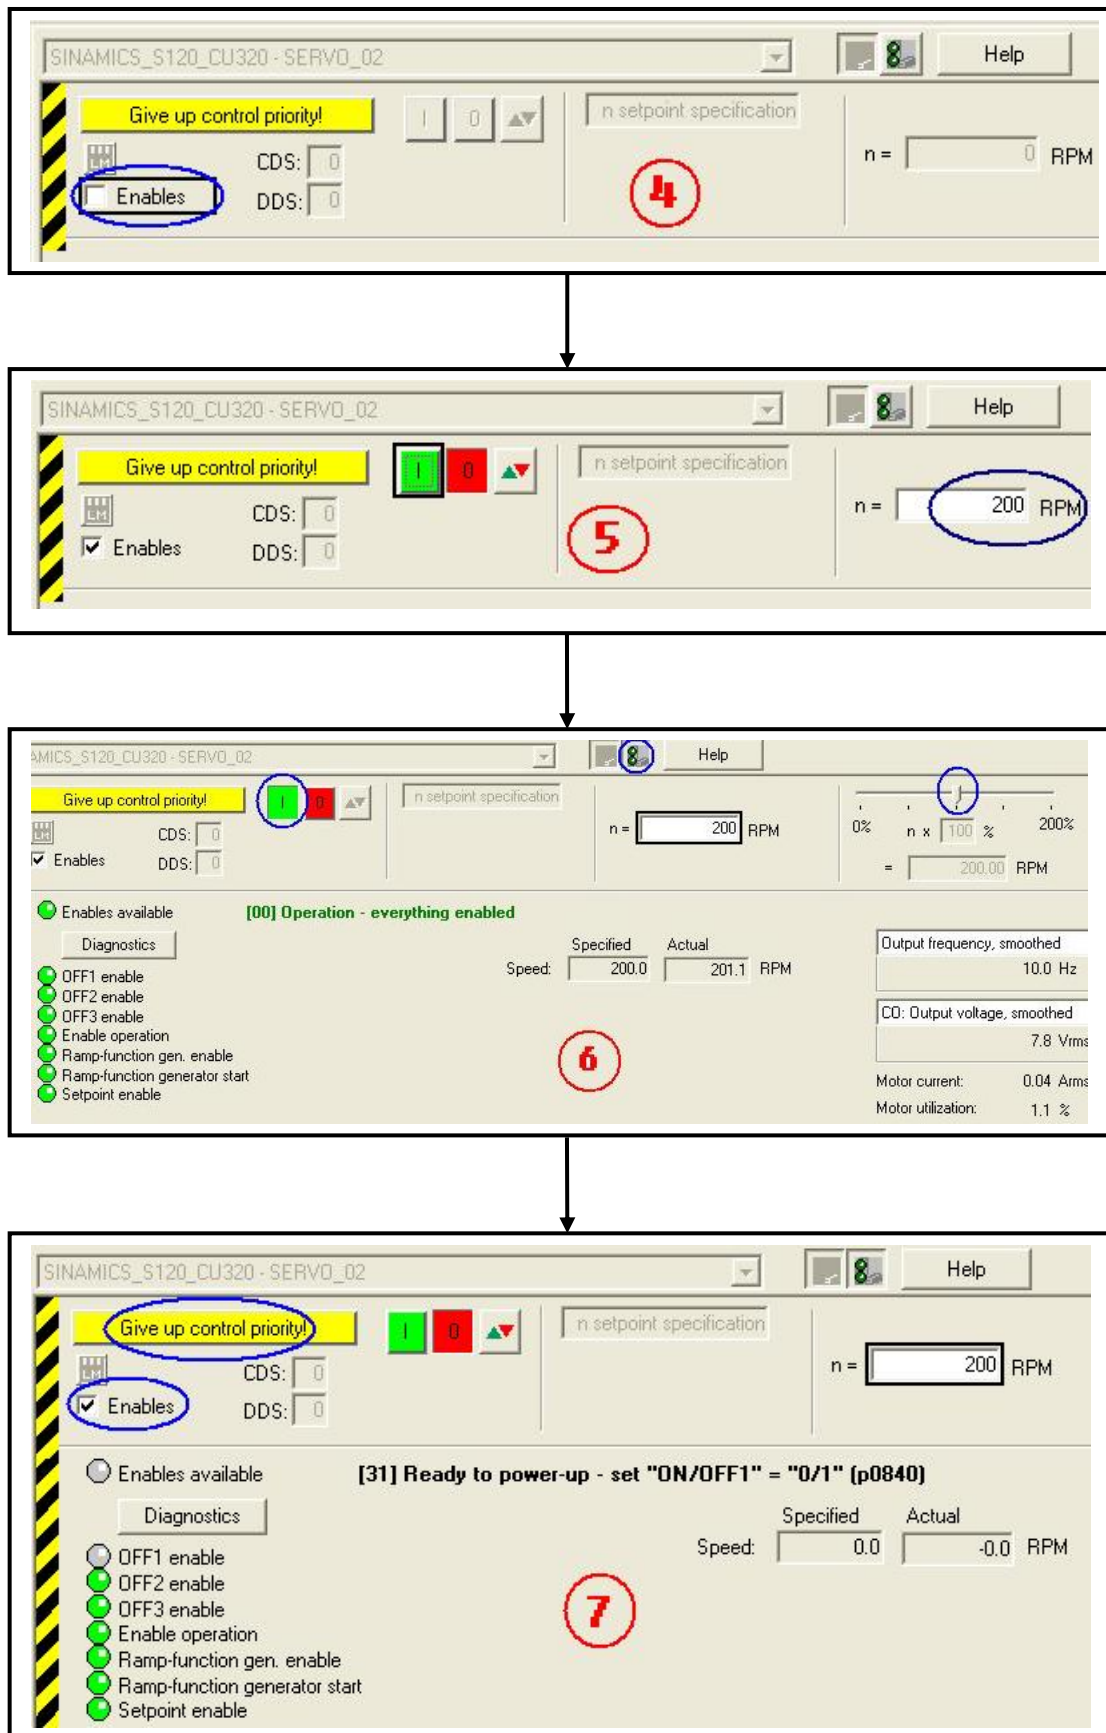 SINAMICS_S120_CU320 - SERVO_02
Help
Give up control priority!
I
0
n setpoint specification
n =
0
RPM
LM
CDS:
0
Enables
DDS:
0
4
SINAMICS_S120_CU320 - SERVO_02
Help
Give up control priority!
I
0
n setpoint specification
n =
200
RPM
LM
CDS:
0
Enables
DDS:
0
5
AMICS_S120_CU320 - SERVO_02
Help
Give up control priority!
I
0
n setpoint specification
n =
200
RPM
0%
n x
100
%
200%
CDS:
0
Enables
DDS:
0
=
200.00
RPM
Enables available
[00] Operation - everything enabled
Diagnostics
Specified
Actual
Speed:
200.0
201.1
RPM
Output frequency, smoothed
10.0 Hz
OFF1 enable
OFF2 enable
OFF3 enable
CO: Output voltage, smoothed
7.8 Vrms
Enable operation
Ramp-function gen. enable
Ramp-function generator start
Setpoint enable
6
Motor current:
0.04 Arms
Motor utilization:
1.1 %
SINAMICS_S120_CU320 - SERVO_02
Help
Give up control priority!
I
0
n setpoint specification
n =
200
RPM
LM
CDS:
0
Enables
DDS:
0
Enables available
[31] Ready to power-up - set "ON/OFF1" = "0/1" (p0840)
Diagnostics
Specified
Actual
Speed:
0.0
-0.0
RPM
OFF1 enable
OFF2 enable
OFF3 enable
Enable operation
Ramp-function gen. enable
Ramp-function generator start
Setpoint enable
7